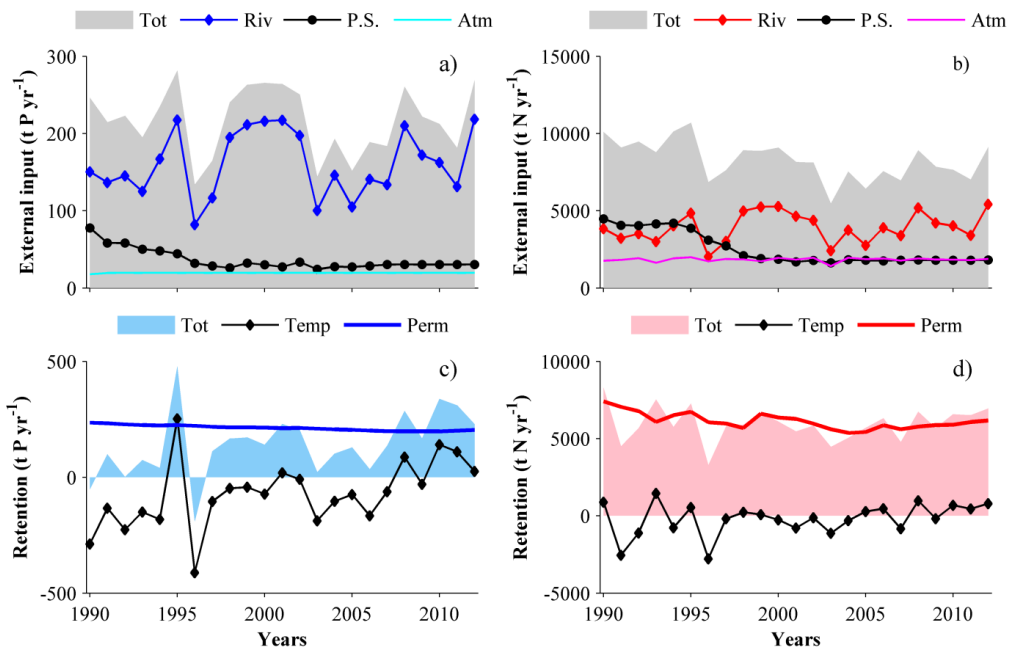 Tot Riv P.S. Atm
Tot Riv P.S. Atm
a)
External input (t P yr⁻¹)
300
200
100
0
b)
External input (t N yr⁻¹)
15000
10000
5000
0
Tot Temp Perm
Tot Temp Perm
c)
Retention (t P yr⁻¹)
500
0
-500
1990 1995 2000 2005 2010
Years
d)
Retention (t N yr⁻¹)
10000
5000
0
-5000
1990 1995 2000 2005 2010
Years